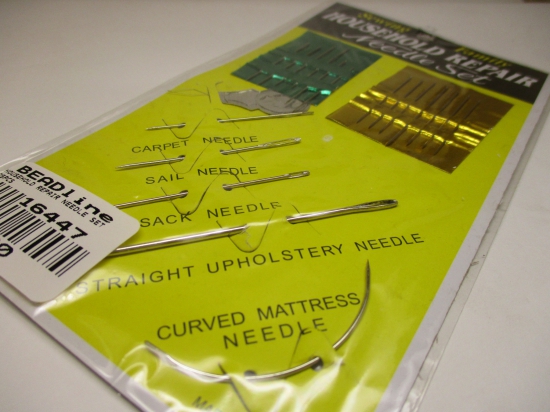 Sewing Family
HOUSEHOLD REPAIR
Needle Set
CARPET NEEDLE
SAIL NEEDLE
SACK NEEDLE
STRAIGHT UPHOLSTERY NEEDLE
CURVED MATTRESS
NEEDLE
BEADline
HOUSEHOLD REPAIR NEEDLE SET
16447